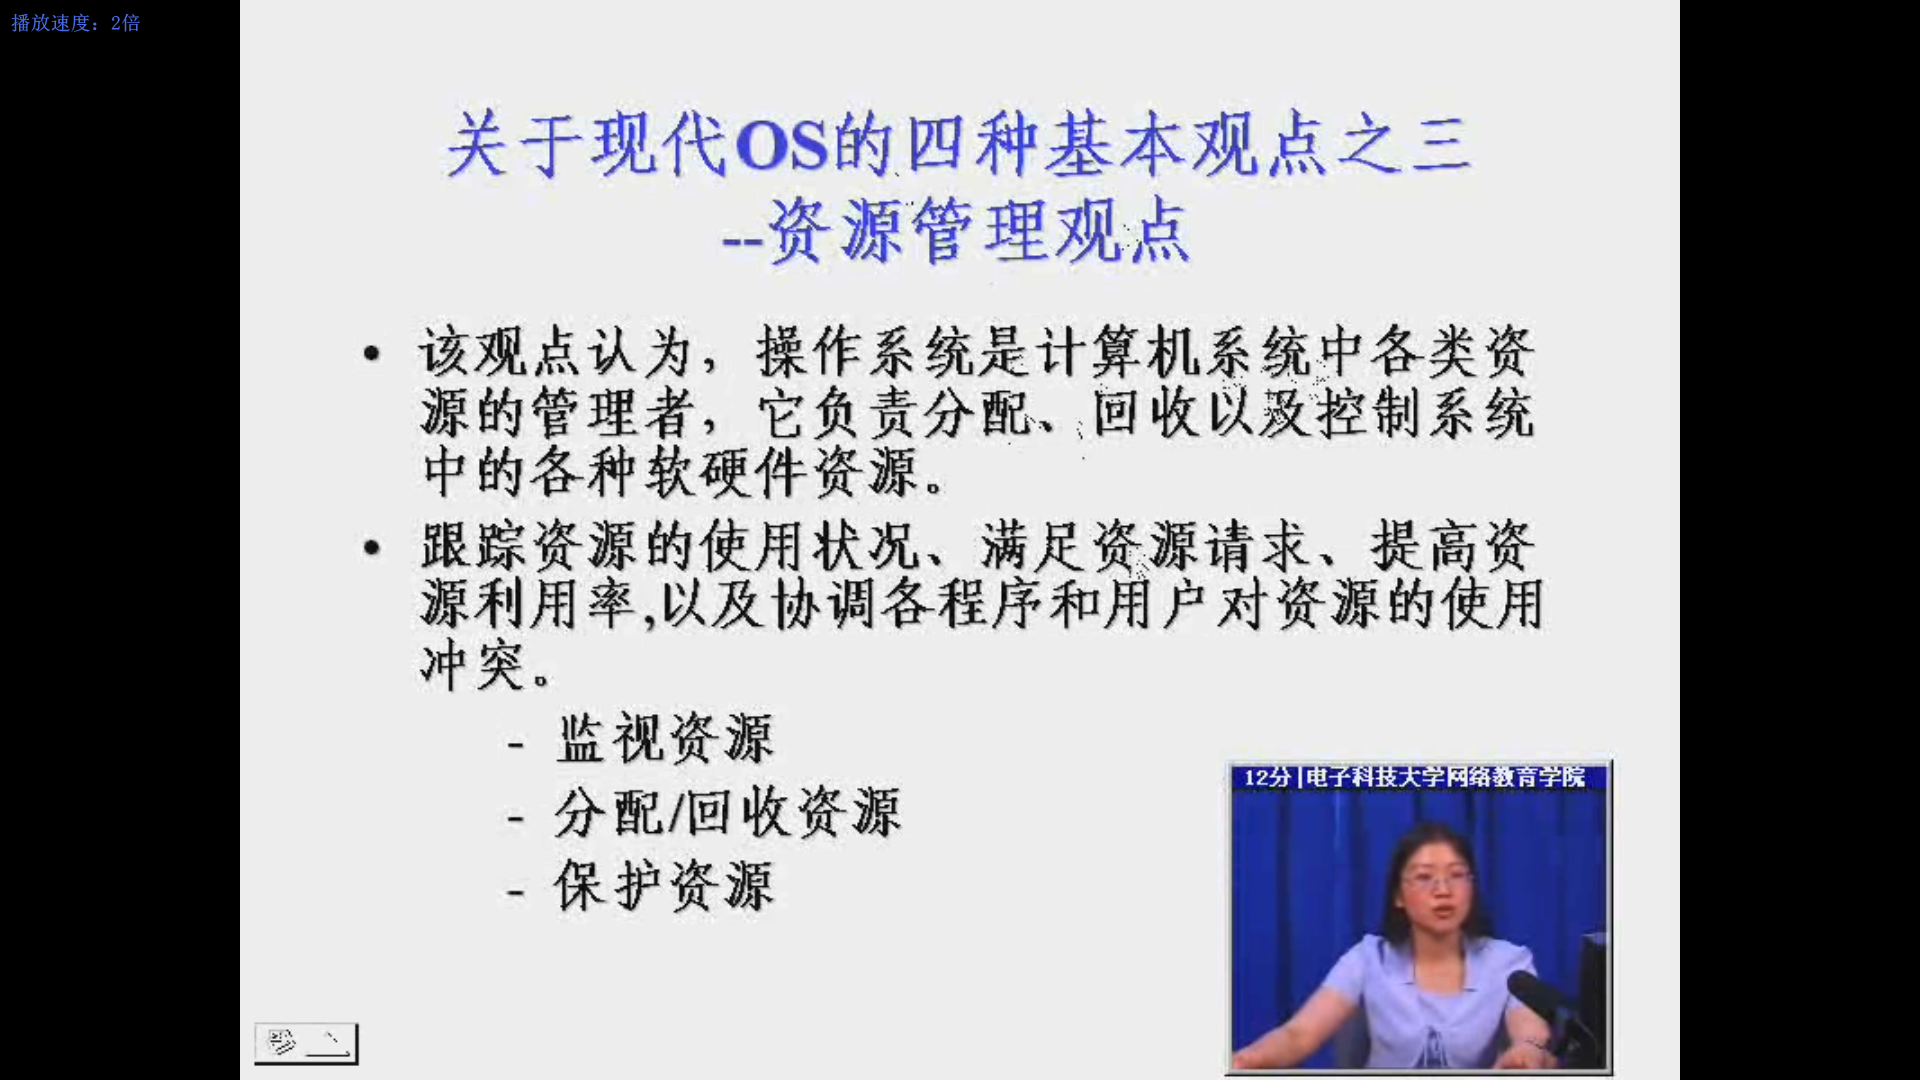 播放速度：2倍
关于现代OS的四种基本观点之三
--资源管理观点
• 该观点认为，操作系统是计算机系统中各类资
源的管理者，它负责分配、回收以及控制系统
中的各种软硬件资源。
• 跟踪资源的使用状况、满足资源请求、提高资
源利用率,以及协调各程序和用户对资源的使用
冲突。
- 监视资源
- 分配/回收资源
- 保护资源
12分|电子科技大学网络教育学院